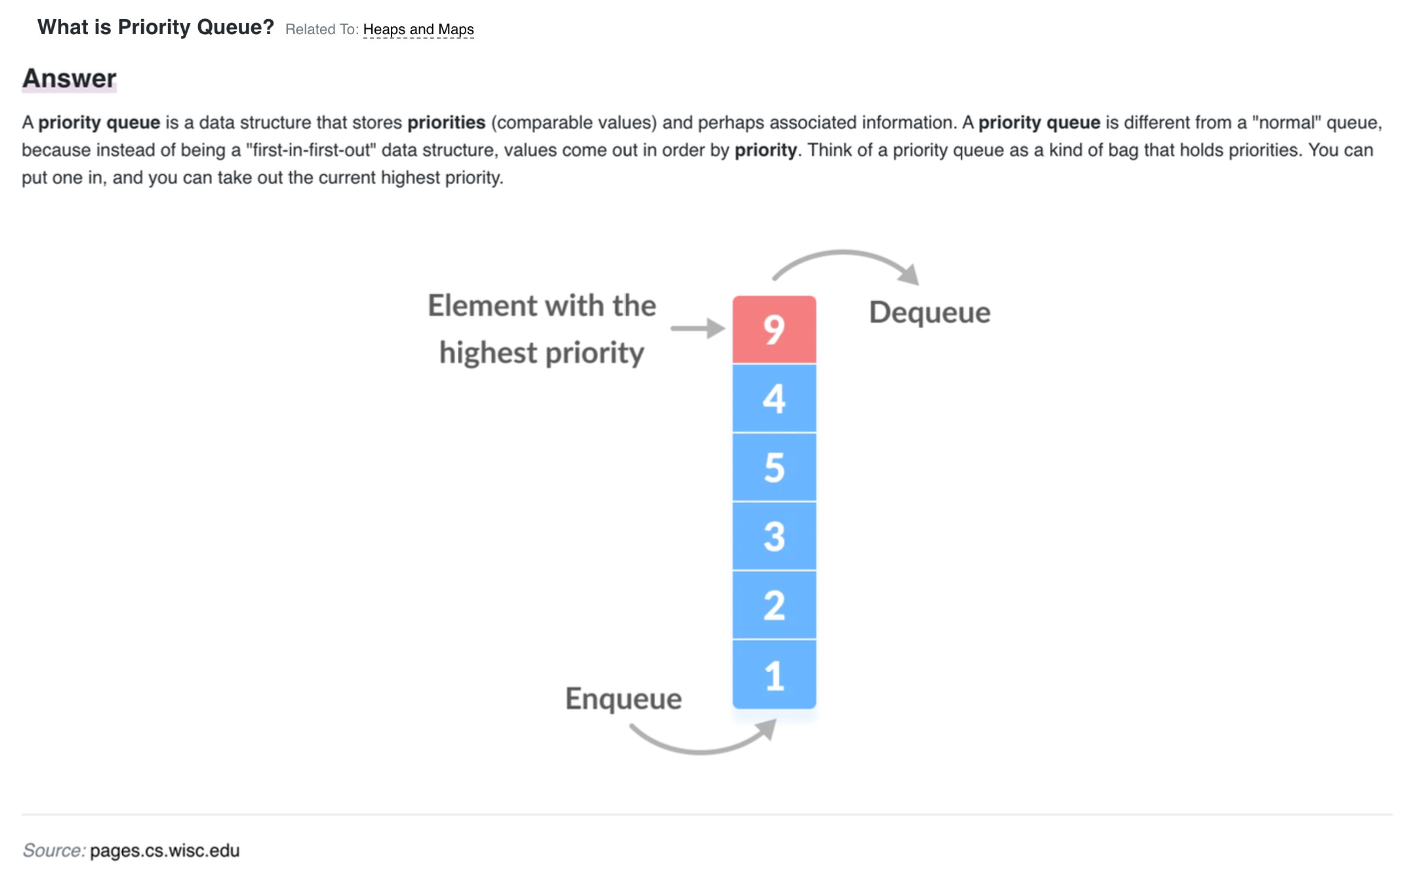 What is Priority Queue? Related To: Heaps and Maps
Answer
A priority queue is a data structure that stores priorities (comparable values) and perhaps associated information. A priority queue is different from a "normal" queue,
because instead of being a "first-in-first-out" data structure, values come out in order by priority. Think of a priority queue as a kind of bag that holds priorities. You can
put one in, and you can take out the current highest priority.
Element with the
highest priority
Dequeue
9
4
5
3
2
1
Enqueue
Source: pages.cs.wisc.edu